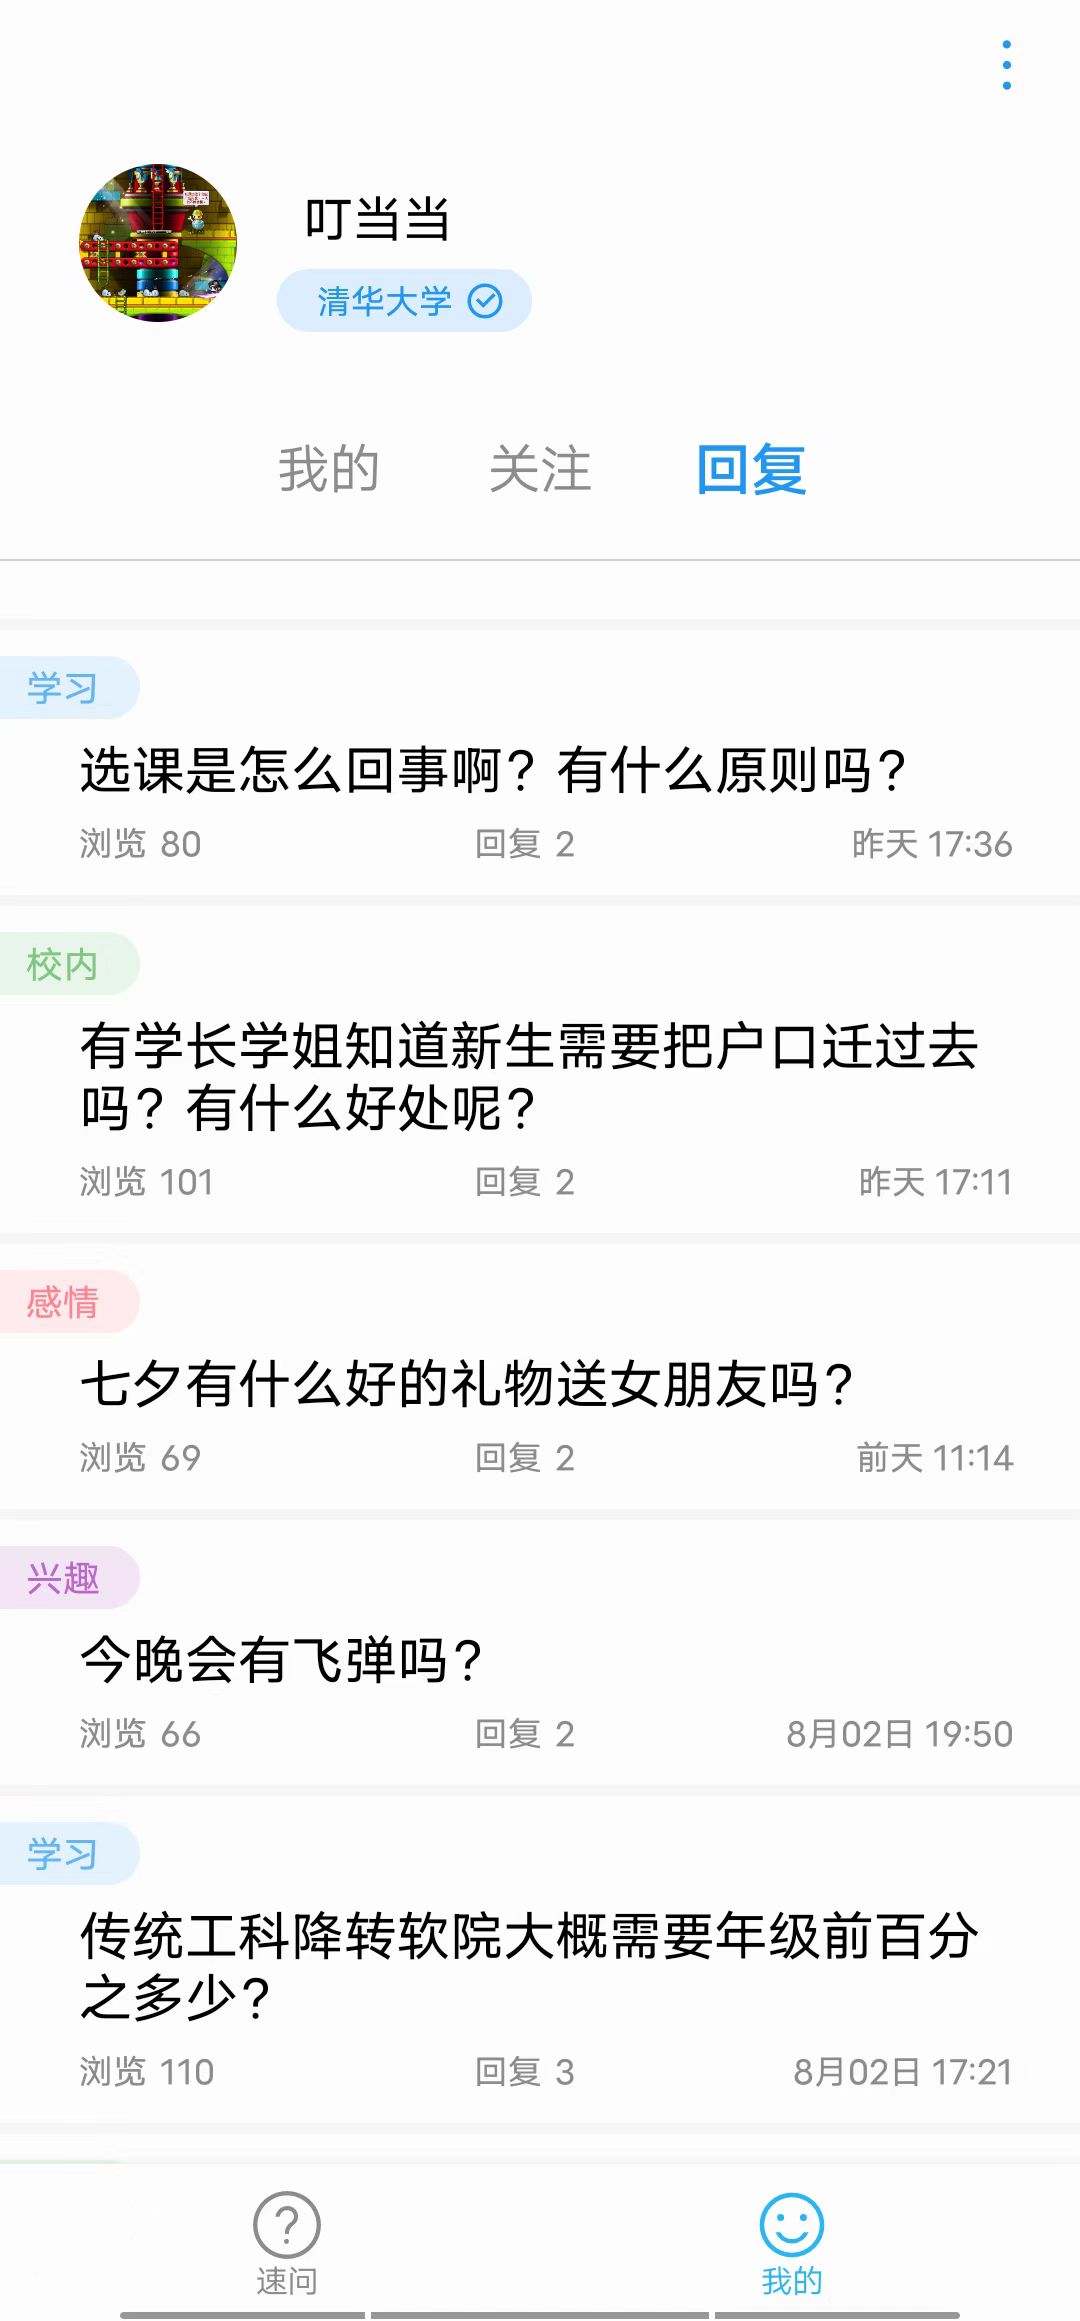 叮当当
清华大学
我的 关注 回复
学习
选课是怎么回事啊？有什么原则吗？
浏览 80 回复 2 昨天 17:36
校内
有学长学姐知道新生需要把户口迁过去
吗？有什么好处呢？
浏览 101 回复 2 昨天 17:11
感情
七夕有什么好的礼物送女朋友吗？
浏览 69 回复 2 前天 11:14
兴趣
今晚会有飞弹吗？
浏览 66 回复 2 8月02日 19:50
学习
传统工科降转软院大概需要年级前百分
之多少？
浏览 110 回复 3 8月02日 17:21
速问 我的